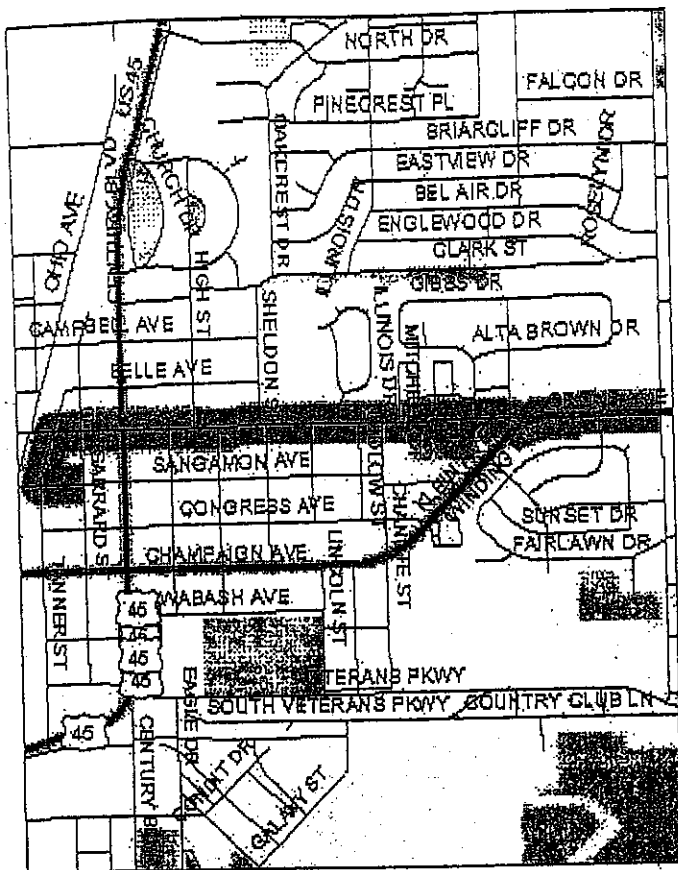 NORTH DR
US 45
FALCON DR
PINECREST PL
BRIARCLIFF DR
CHURCH DR
EASTVIEW DR
OAKCREST DR
BEL AIR DR
OHIO AVE
ENGLEWOOD DR
CLARK ST
HIGH ST
GIBBS DR
SHELDON
ILLINOIS DR
CAMPBELL AVE
ALTA BROWN DR
BELLE AVE
SANGAMON AVE
WINDING
CONGRESS AVE
CHANUTE ST
SUNSET DR
FAIRLAWN DR
CHAMPAIGN AVE
LINCOLN ST
TANNER ST
WABASH AVE
45
45
45
45
EAGLE DR
TERANS PKWY
SOUTH VETERANS PKWY
COUNTRY CLUB LN
45
CENTURY B
GALAXY ST